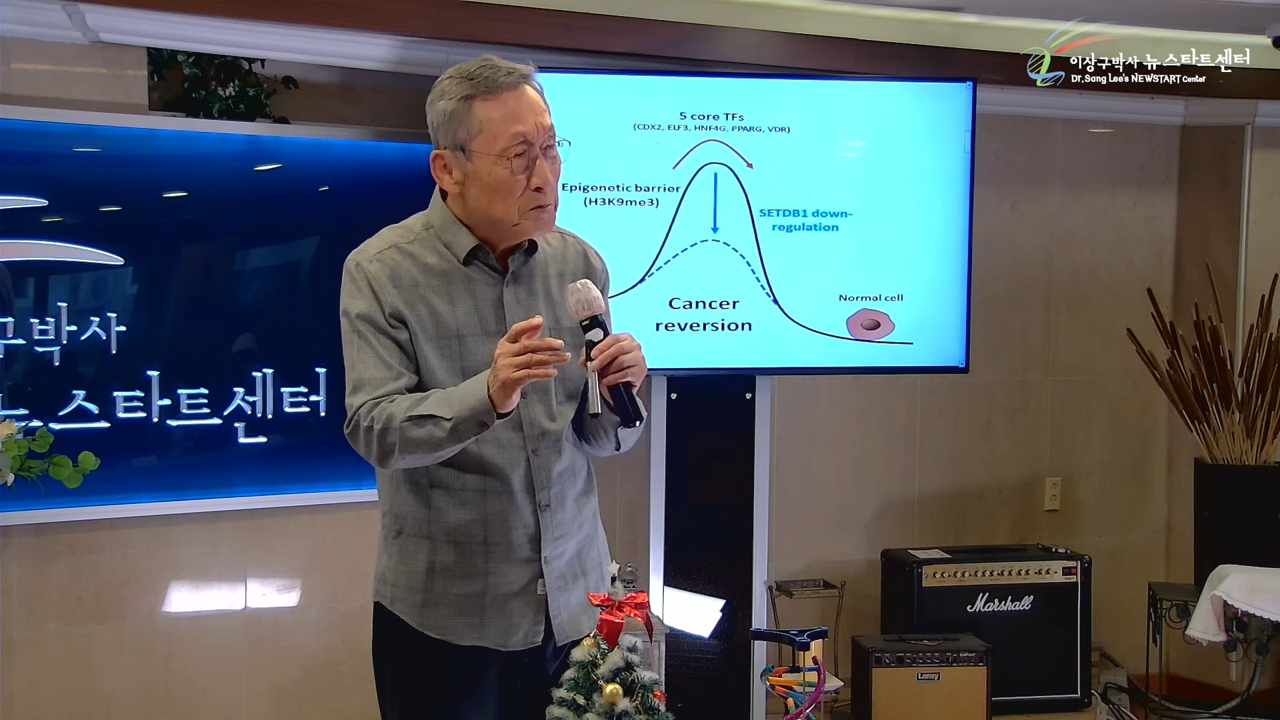 이상구박사 뉴스타트센터
Dr. Sang Lee's NEWSTART Center
5 core TFs
(CDX2, ELF3, HNF4G, PPARG, VDR)
Epigenetic barrier
(H3K9me3)
SETDB1 down-
regulation
Cancer
reversion
Normal cell
구박사
뉴스타트센터
Marshall
Laney